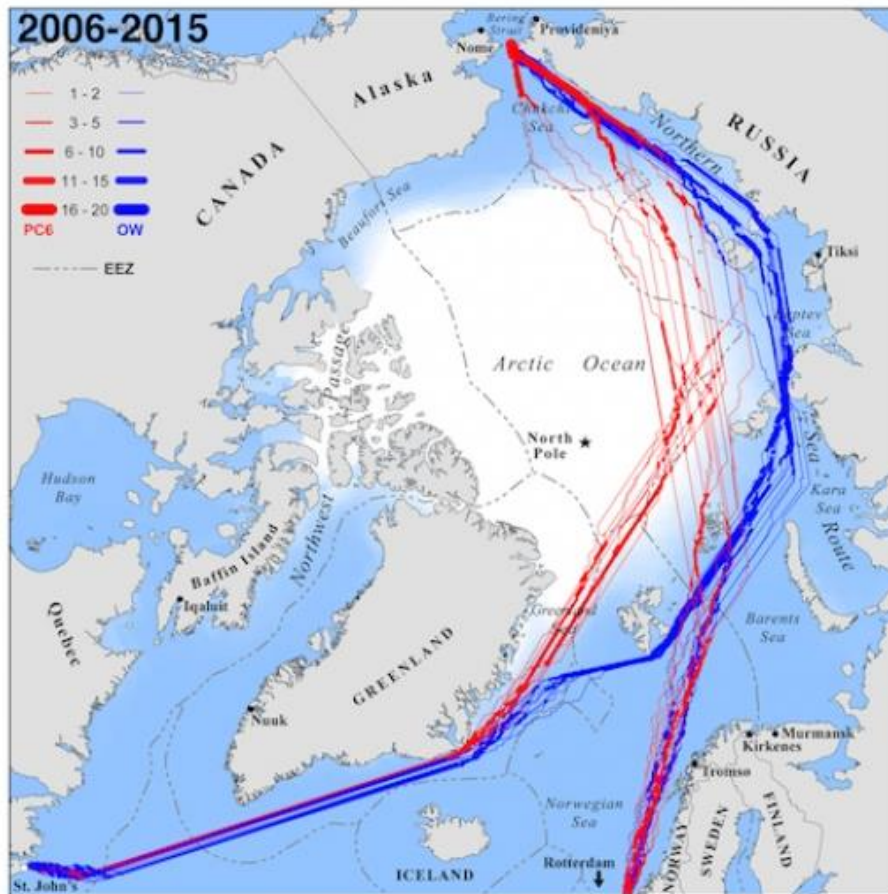 2006-2015
Bering
Strait
Provideniya
Nome
1 - 2
3 - 5
6 - 10
11 - 15
16 - 20
PC6
OW
EEZ
Alaska
CANADA
Chukchi
Sea
Northern
RUSSIA
Beaufort Sea
Tiksi
Laptev
Sea
Passage
Arctic Ocean
North
Pole
Sea
Hudson
Bay
Kara
Sea
Route
Northwest
Baffin Island
Iqaluit
Greenland
Barents
Sea
Quebec
GREENLAND
Nuuk
Murmansk
Kirkenes
Tromsø
Norwegian
Sea
NORWAY
SWEDEN
FINLAND
Rotterdam
ICELAND
St. John's